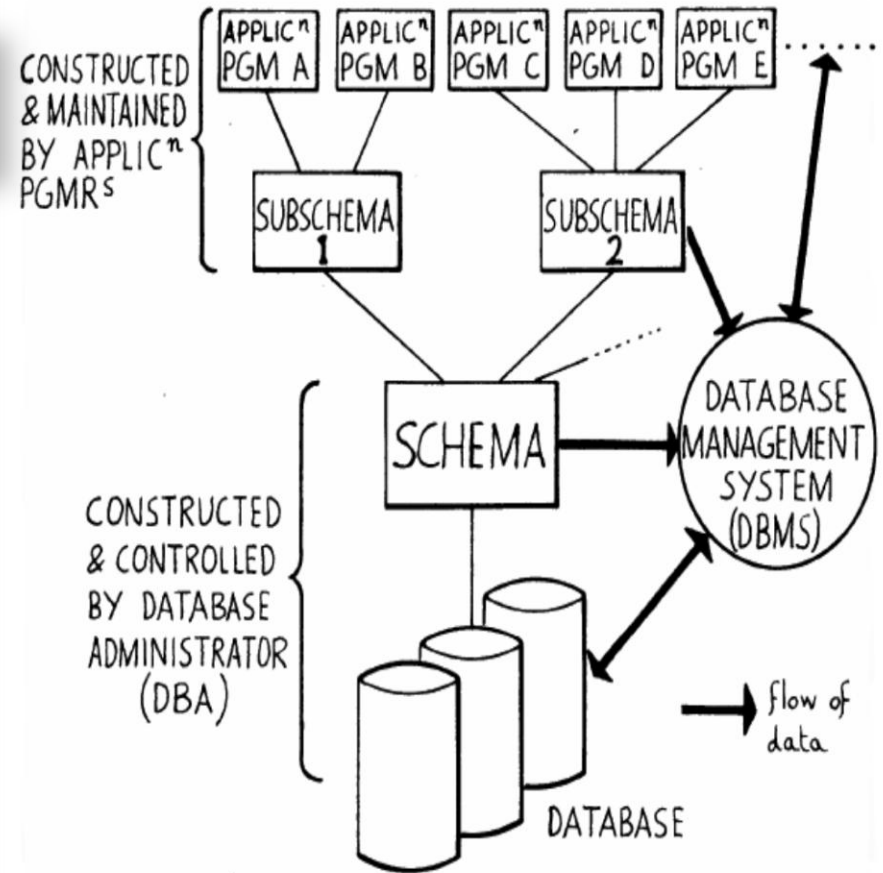 APPLICⁿ
PGM A
APPLICⁿ
PGM B
APPLICⁿ
PGM C
APPLICⁿ
PGM D
APPLICⁿ
PGM E
CONSTRUCTED
& MAINTAINED
BY APPLICⁿ
PGMRˢ
SUBSCHEMA
1
SUBSCHEMA
2
SCHEMA
DATABASE
MANAGEMENT
SYSTEM
(DBMS)
CONSTRUCTED
& CONTROLLED
BY DATABASE
ADMINISTRATOR
(DBA)
flow of
data
DATABASE